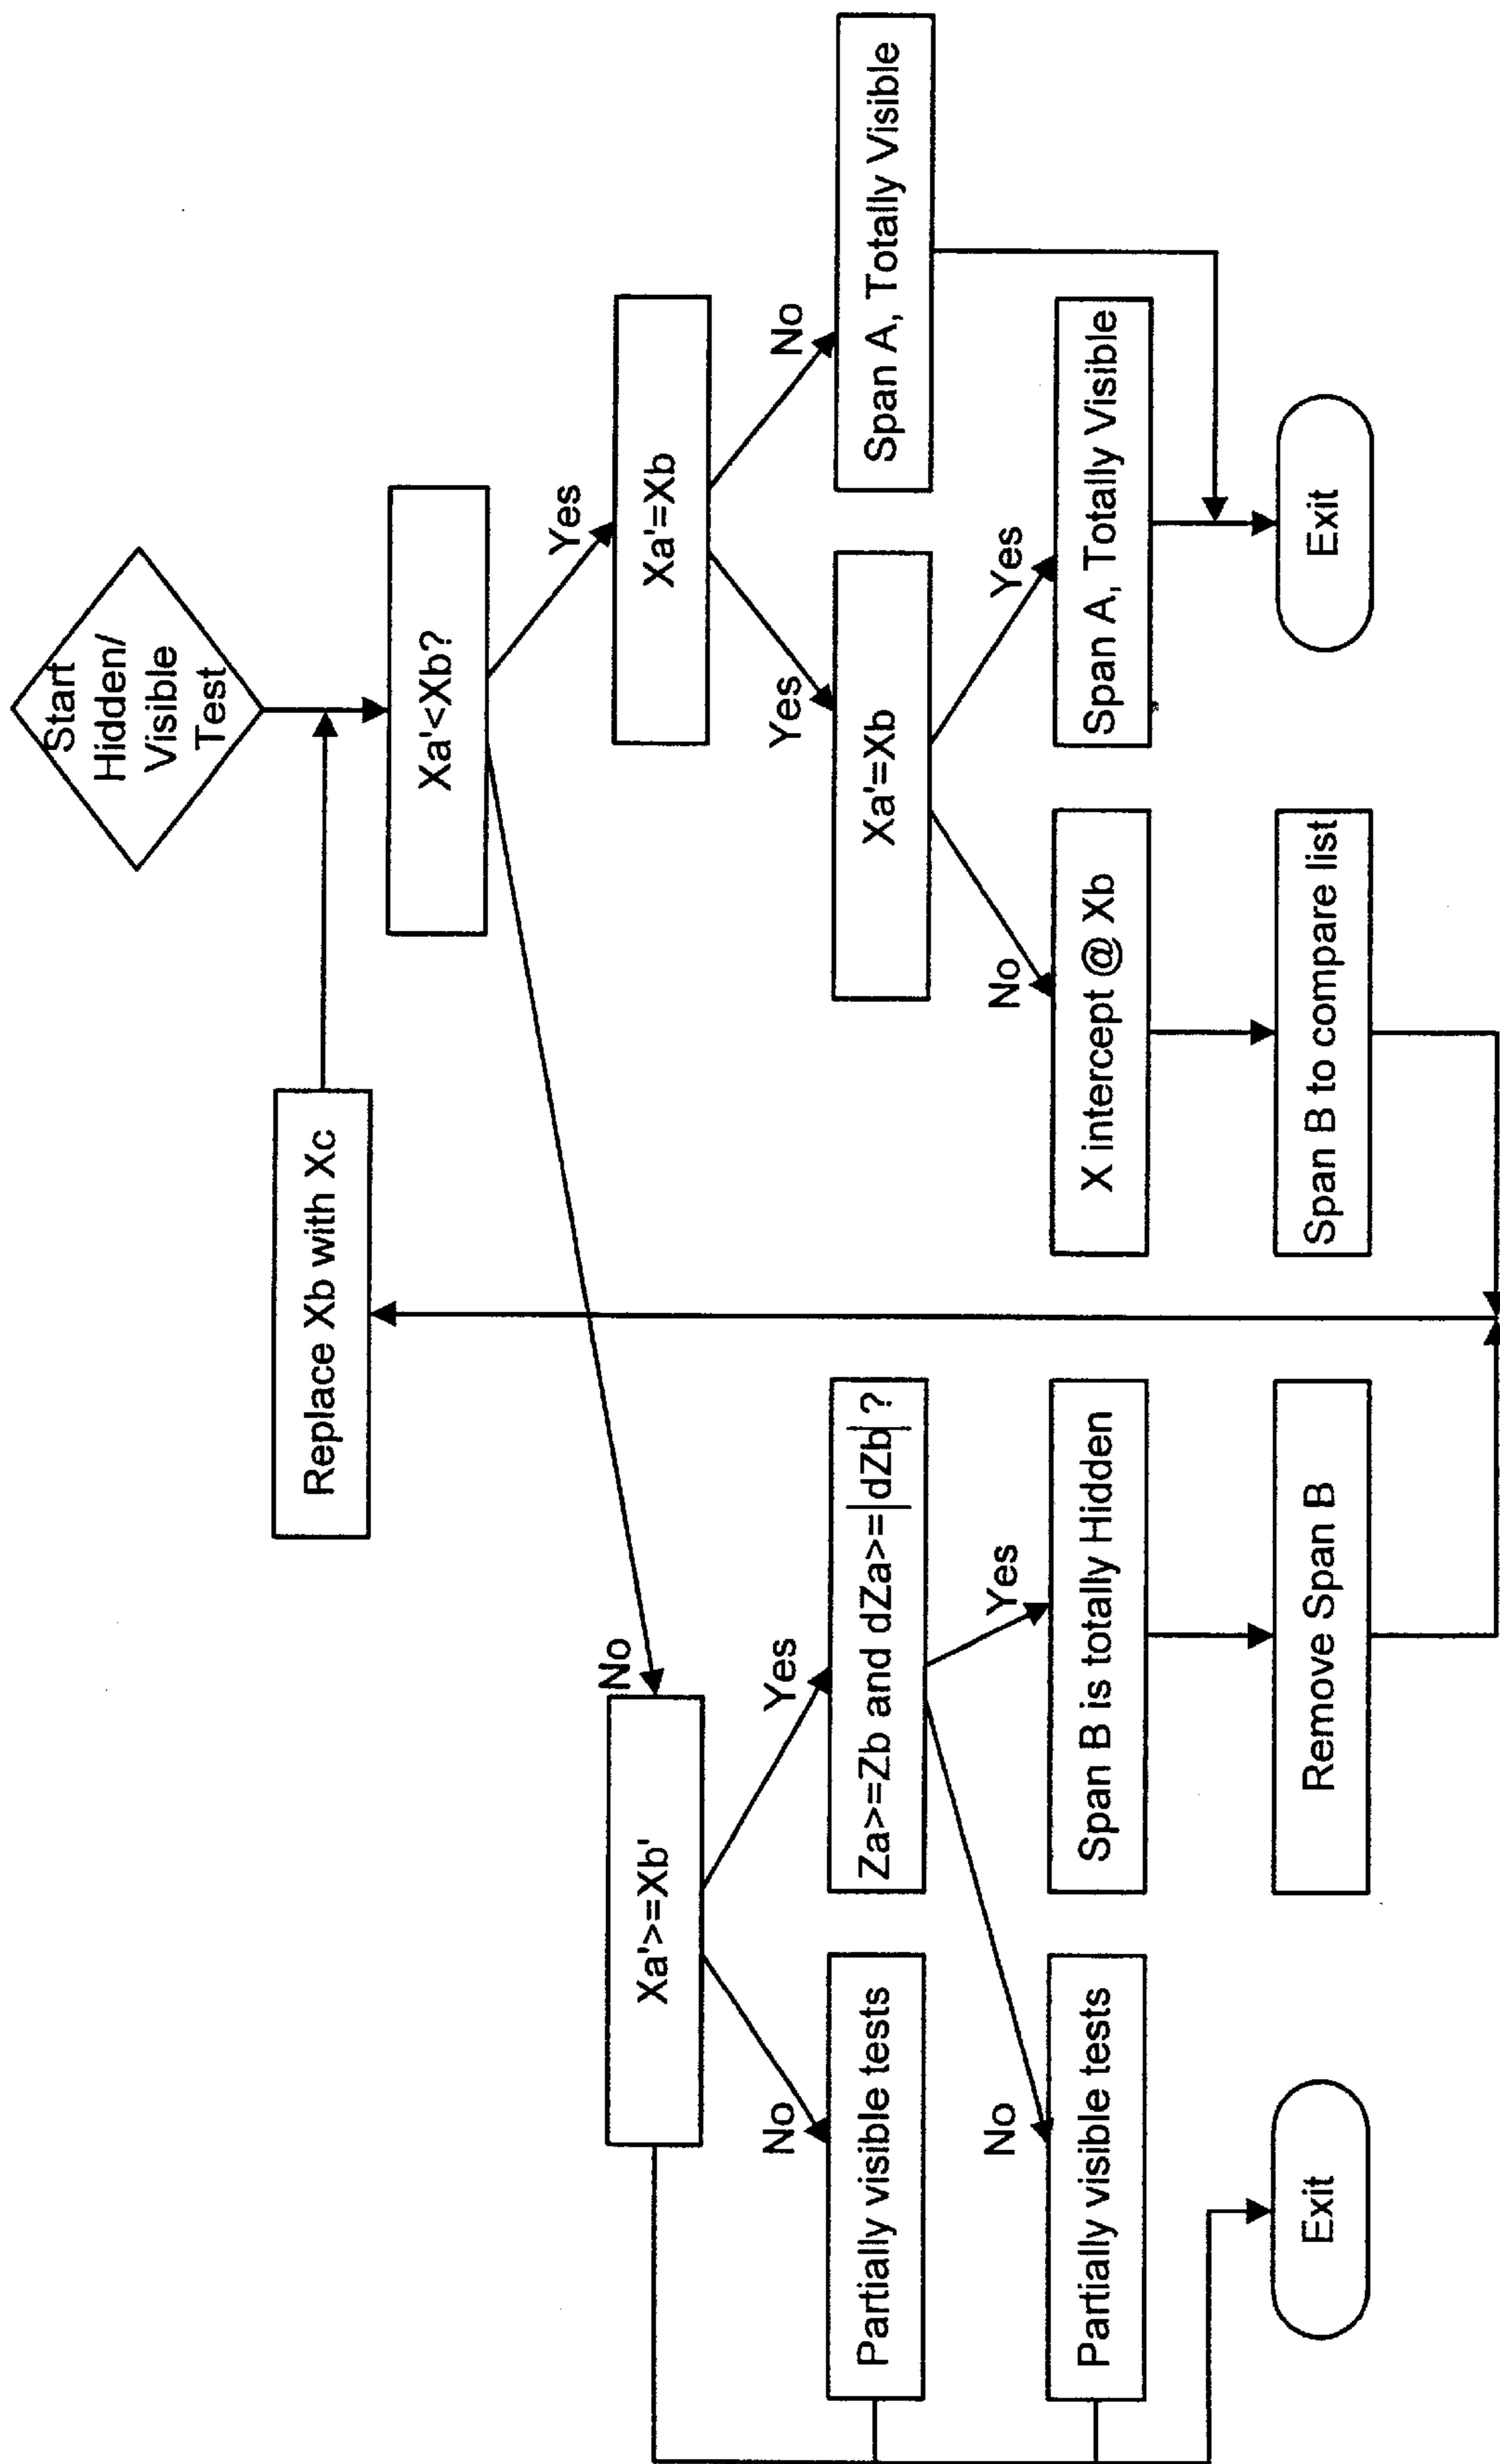 Start
Hidden/
Visible
Test
Replace Xb with Xc
Xa'<Xb?
No
Yes
Xa'>=Xb'
Xa'=Xb
No
Yes
Yes
No
Partially visible tests
Za>=Zb and dZa>=|dZb| ?
Xa'=Xb
Span A, Totally Visible
No
Yes
No
Yes
Partially visible tests
Span B is totally Hidden
X intercept @ Xb
Span A, Totally Visible
Exit
Remove Span B
Span B to compare list
Exit